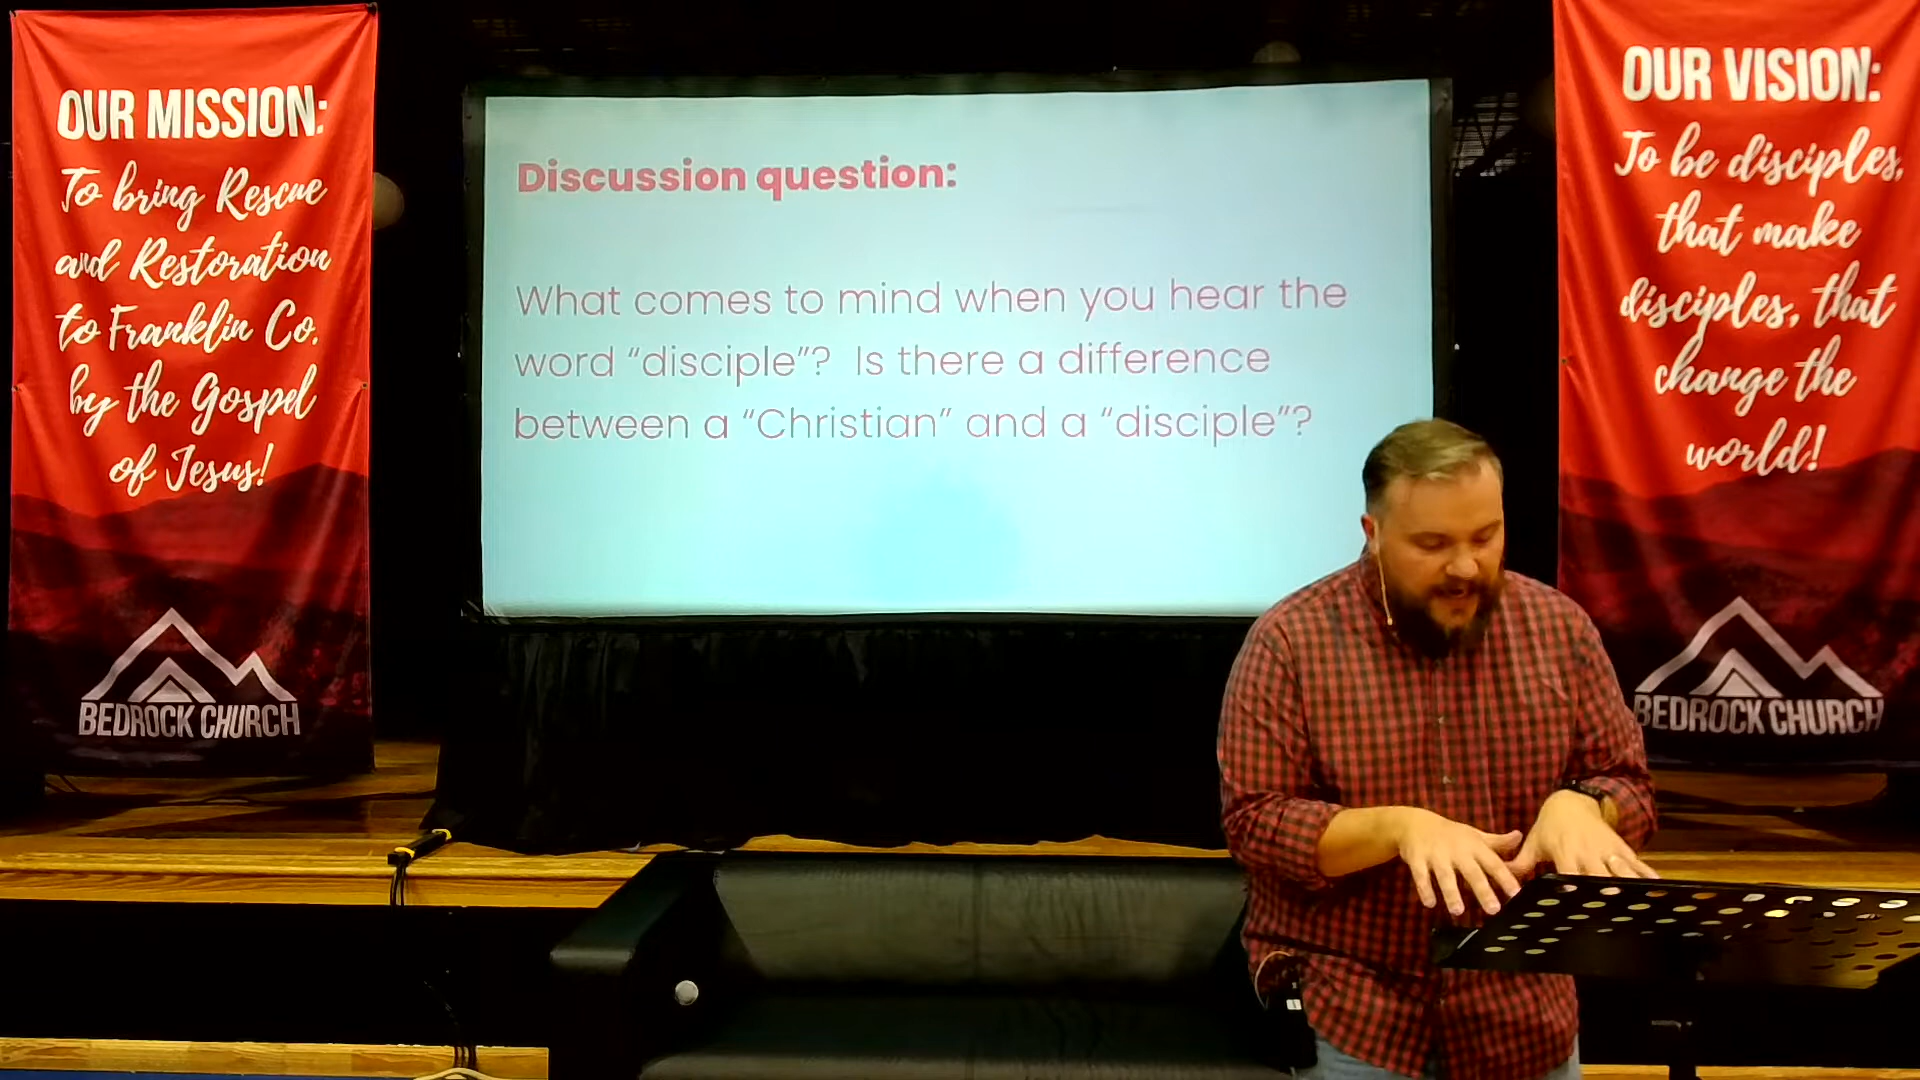 OUR MISSION:
To bring Rescue
and Restoration
to Franklin Co.
by the Gospel
of Jesus!
BEDROCK CHURCH
Discussion question:
What comes to mind when you hear the
word “disciple”? Is there a difference
between a “Christian” and a “disciple”?
OUR VISION:
To be disciples,
that make
disciples, that
change the
world!
BEDROCK CHURCH